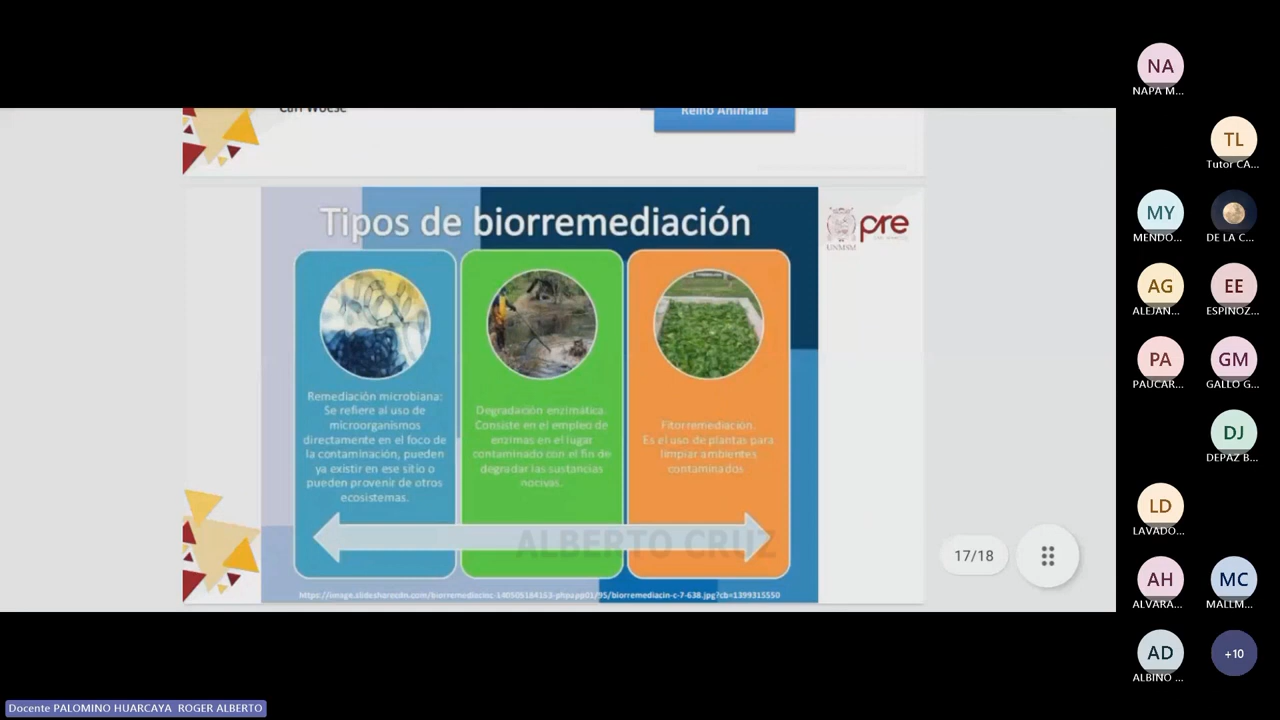 Carl Woese
Reino Animalia
Tipos de biorremediación
pre
UNMSM
Remediación microbiana:
Se refiere al uso de
microorganismos
directamente en el foco de
la contaminación, pueden
ya existir en ese sitio o
pueden provenir de otros
ecosistemas.
Degradación enzimática.
Consiste en el empleo de
enzimas en el lugar
contaminado con el fin de
degradar las sustancias
nocivas.
Fitorremediación.
Es el uso de plantas para
limpiar ambientes
contaminados
ALBERTO CRUZ
17/18
NA
NAPA M...
TL
Tutor CA...
MY
MENDO...
DE LA C...
AG
ALEJAN...
EE
ESPINOZ...
PA
PAUCAR...
GM
GALLO G...
DJ
DEPAZ B...
LD
LAVADO...
AH
ALVARA...
MC
MALLM...
AD
ALBINO ...
+10
Docente PALOMINO HUARCAYA ROGER ALBERTO